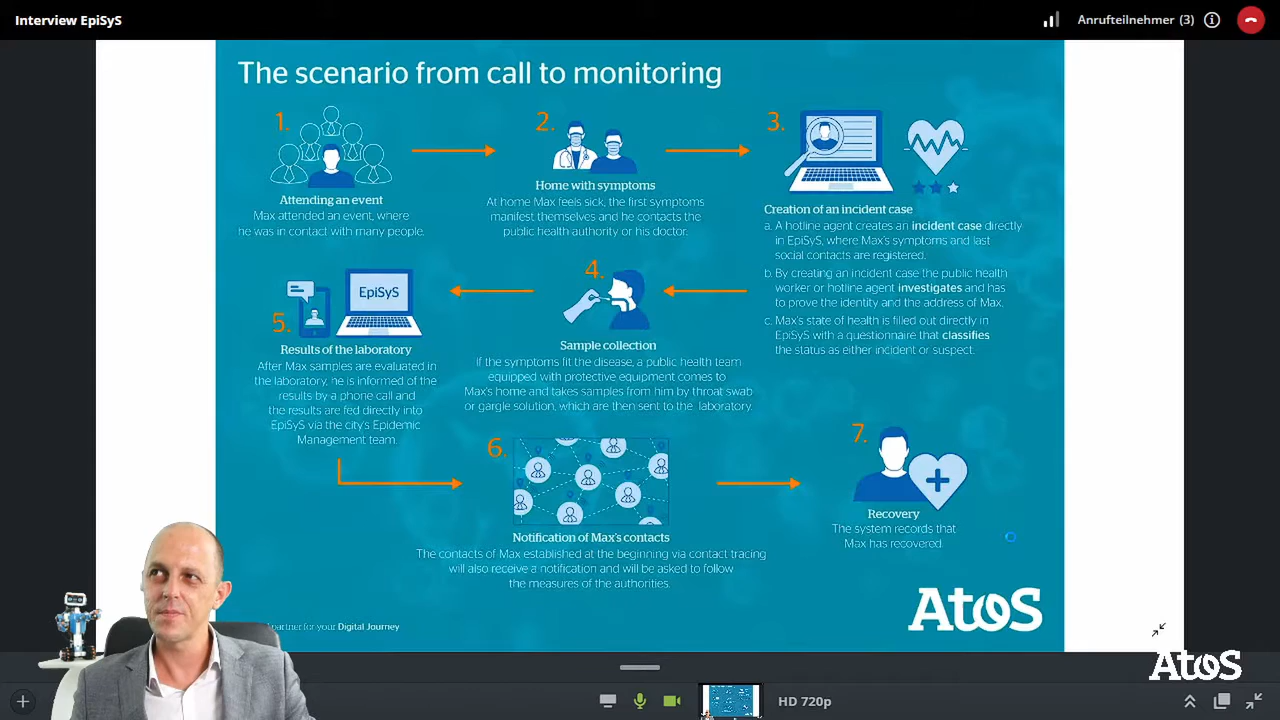 Interview EpiSyS
Anrufteilnehmer (3)
The scenario from call to monitoring
1.
Attending an event
Max attended an event, where
he was in contact with many people.
2.
Home with symptoms
At home Max feels sick, the first symptoms
manifest themselves and he contacts the
public health authority or his doctor.
3.
Creation of an incident case
a. A hotline agent creates an incident case directly
in EpiSyS, where Max's symptoms and last
social contacts are registered.
b. By creating an incident case the public health
worker or hotline agent investigates and has
to prove the identity and the address of Max.
c. Max's state of health is filled out directly in
EpiSyS with a questionnaire that classifies
the status as either incident or suspect.
4.
Sample collection
If the symptoms fit the disease, a public health team
equipped with protective equipment comes to
Max's home and takes samples from him by throat swab
or gargle solution, which are then sent to the laboratory.
5.
EpiSyS
Results of the laboratory
After Max samples are evaluated in
the laboratory, he is informed of the
results by a phone call and
the results are fed directly into
EpiSyS via the city's Epidemic
Management team.
6.
Notification of Max's contacts
The contacts of Max established at the beginning via contact tracing
will also receive a notification and will be asked to follow
the measures of the authorities.
7.
Recovery
The system records that
Max has recovered.
partner for your Digital Journey
Atos
Atos
HD 720p